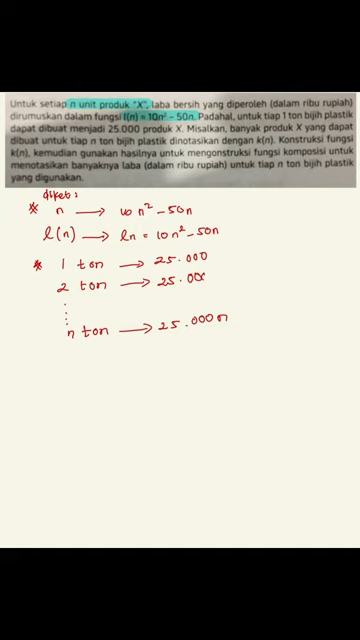 Untuk setiap n unit produk "X", laba bersih yang diperoleh (dalam ribu rupiah)
dirumuskan dalam fungsi l(n) = 10n² – 50n. Padahal, untuk tiap 1 ton bijih plastik
dapat dibuat menjadi 25.000 produk X. Misalkan, banyak produk X yang dapat
dibuat untuk tiap n ton bijih plastik dinotasikan dengan k(n). Konstruksi fungsi
k(n), kemudian gunakan hasilnya untuk mengonstruksi fungsi komposisi untuk
menotasikan banyaknya laba (dalam ribu rupiah) untuk tiap n ton bijih plastik
yang digunakan.
diket:
* n → 10n² – 50n
l(n) → ln = 10n² – 50n
* 1 ton → 25.000
2 ton → 25.000
⋮
n ton → 25.000n